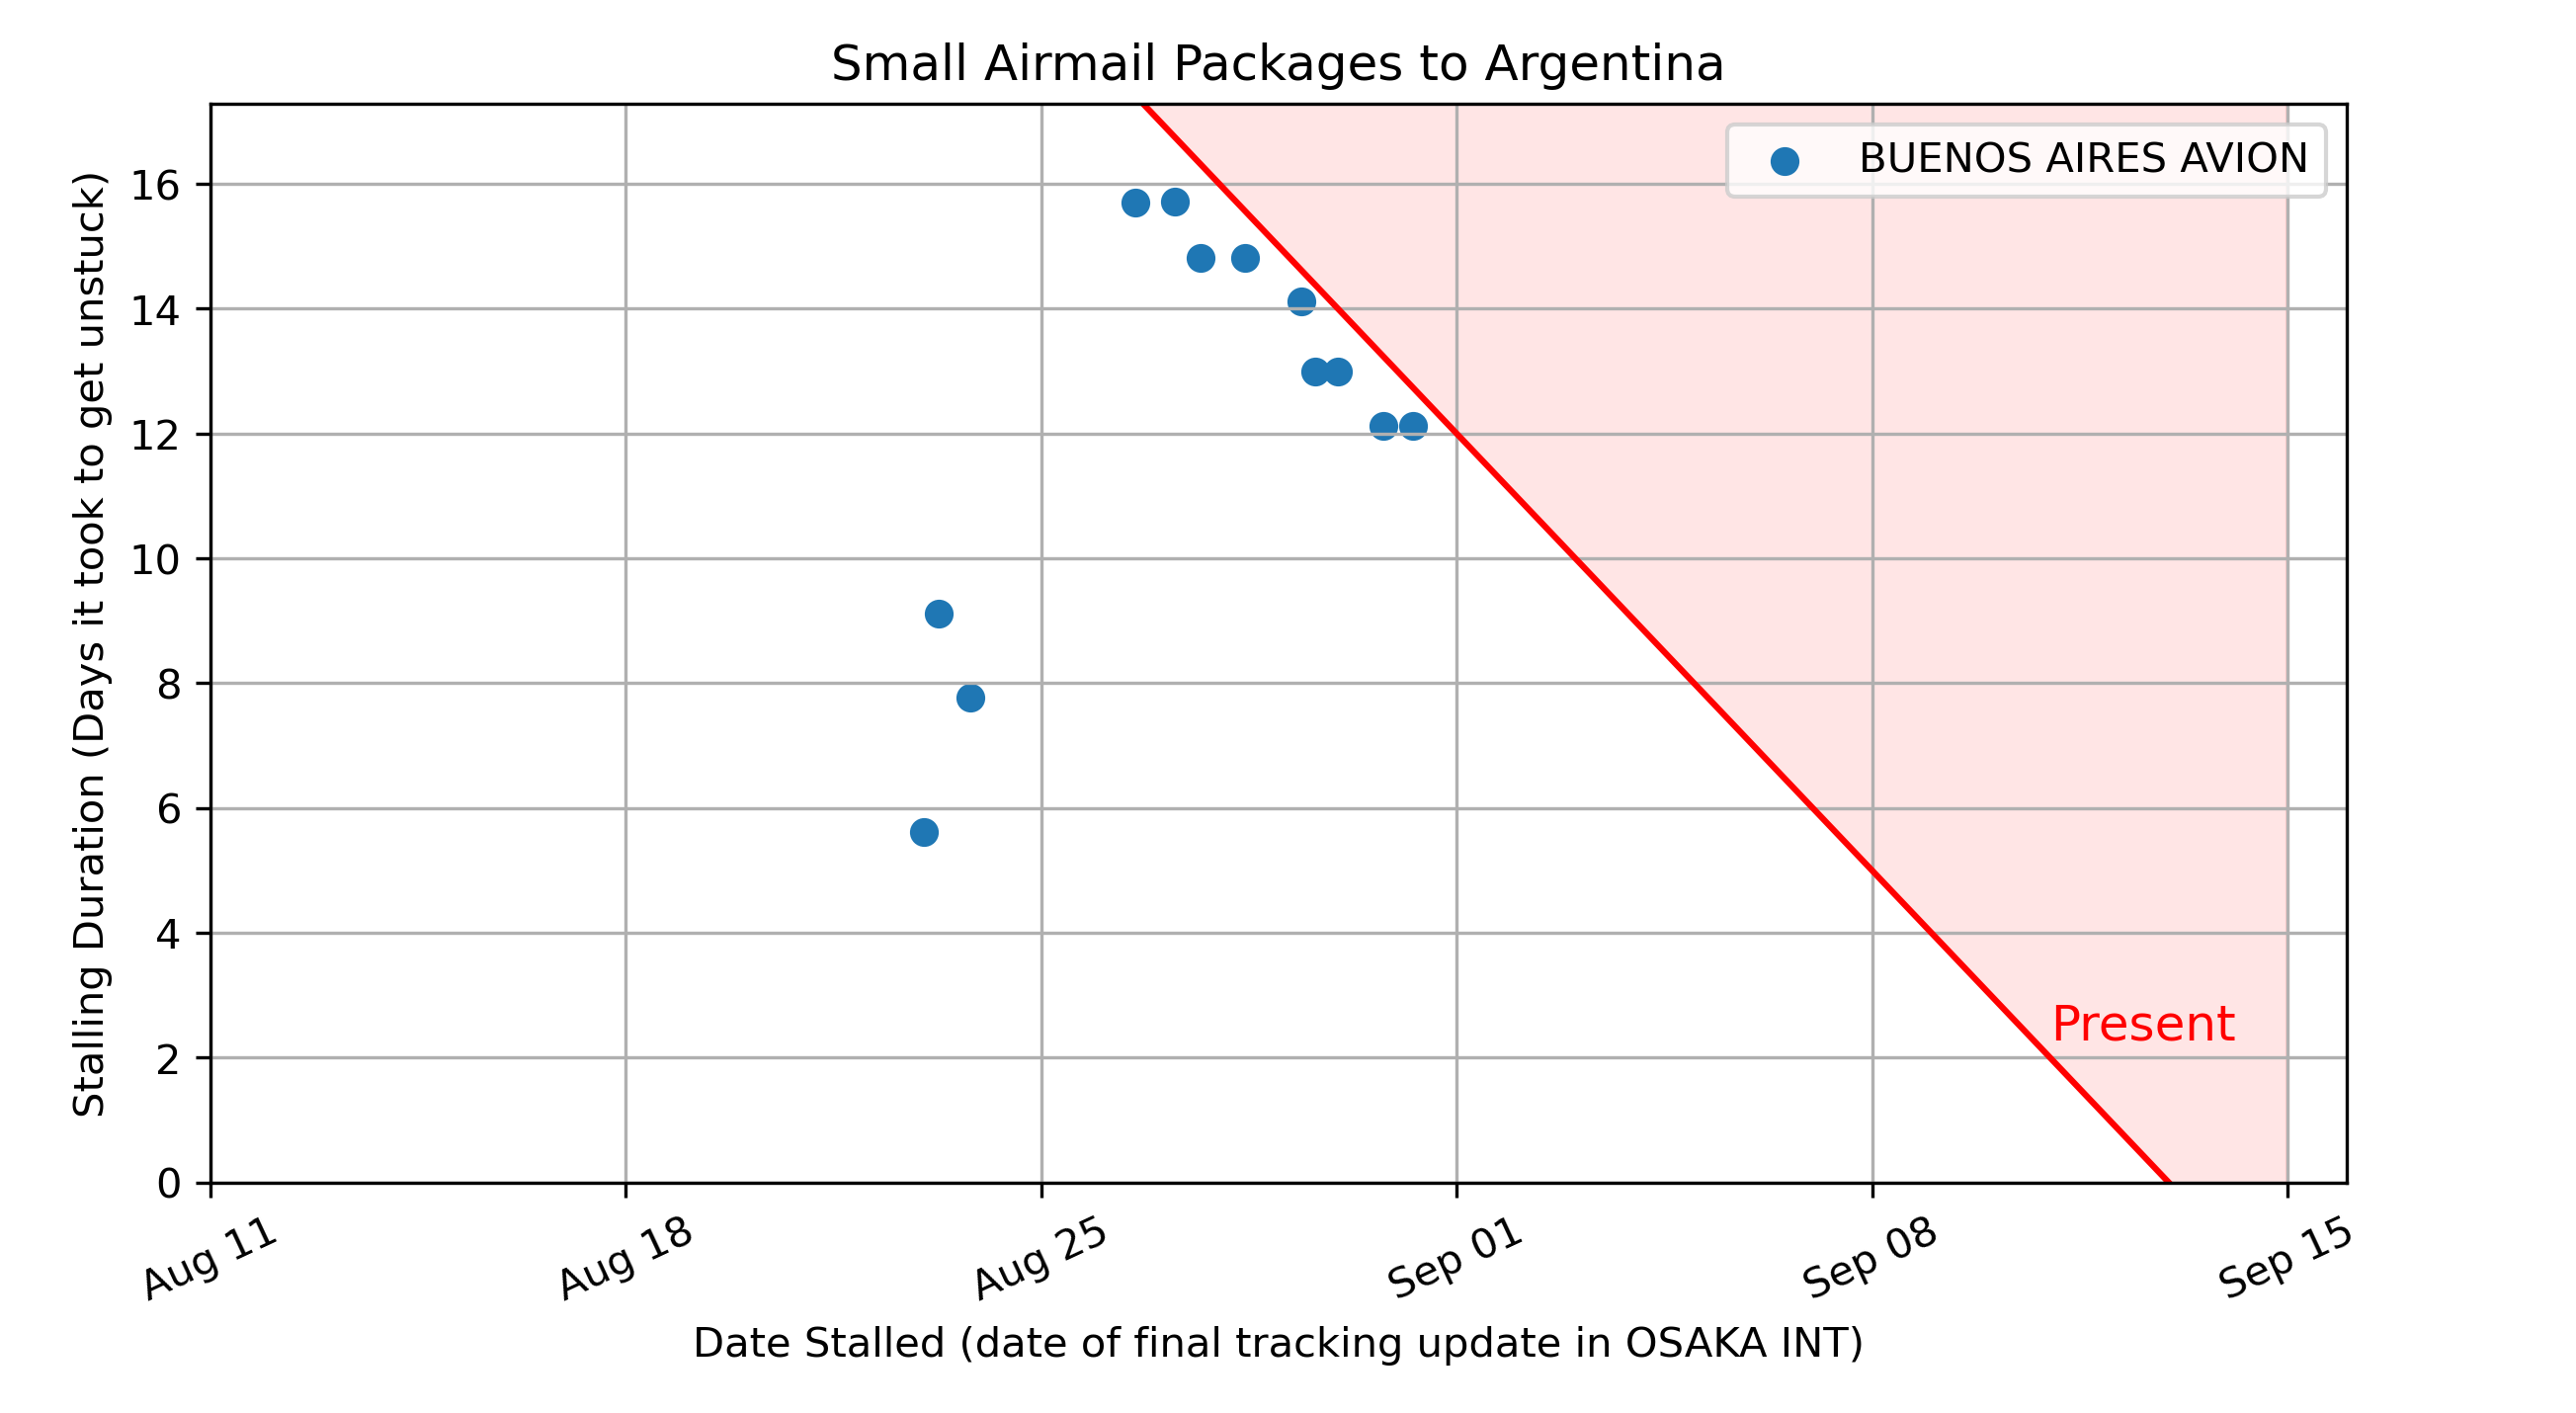 Small Airmail Packages to Argentina
BUENOS AIRES AVION
Stalling Duration (Days it took to get unstuck)
16
14
12
10
8
6
4
2
0
Present
Aug 11
Aug 18
Aug 25
Sep 01
Sep 08
Sep 15
Date Stalled (date of final tracking update in OSAKA INT)